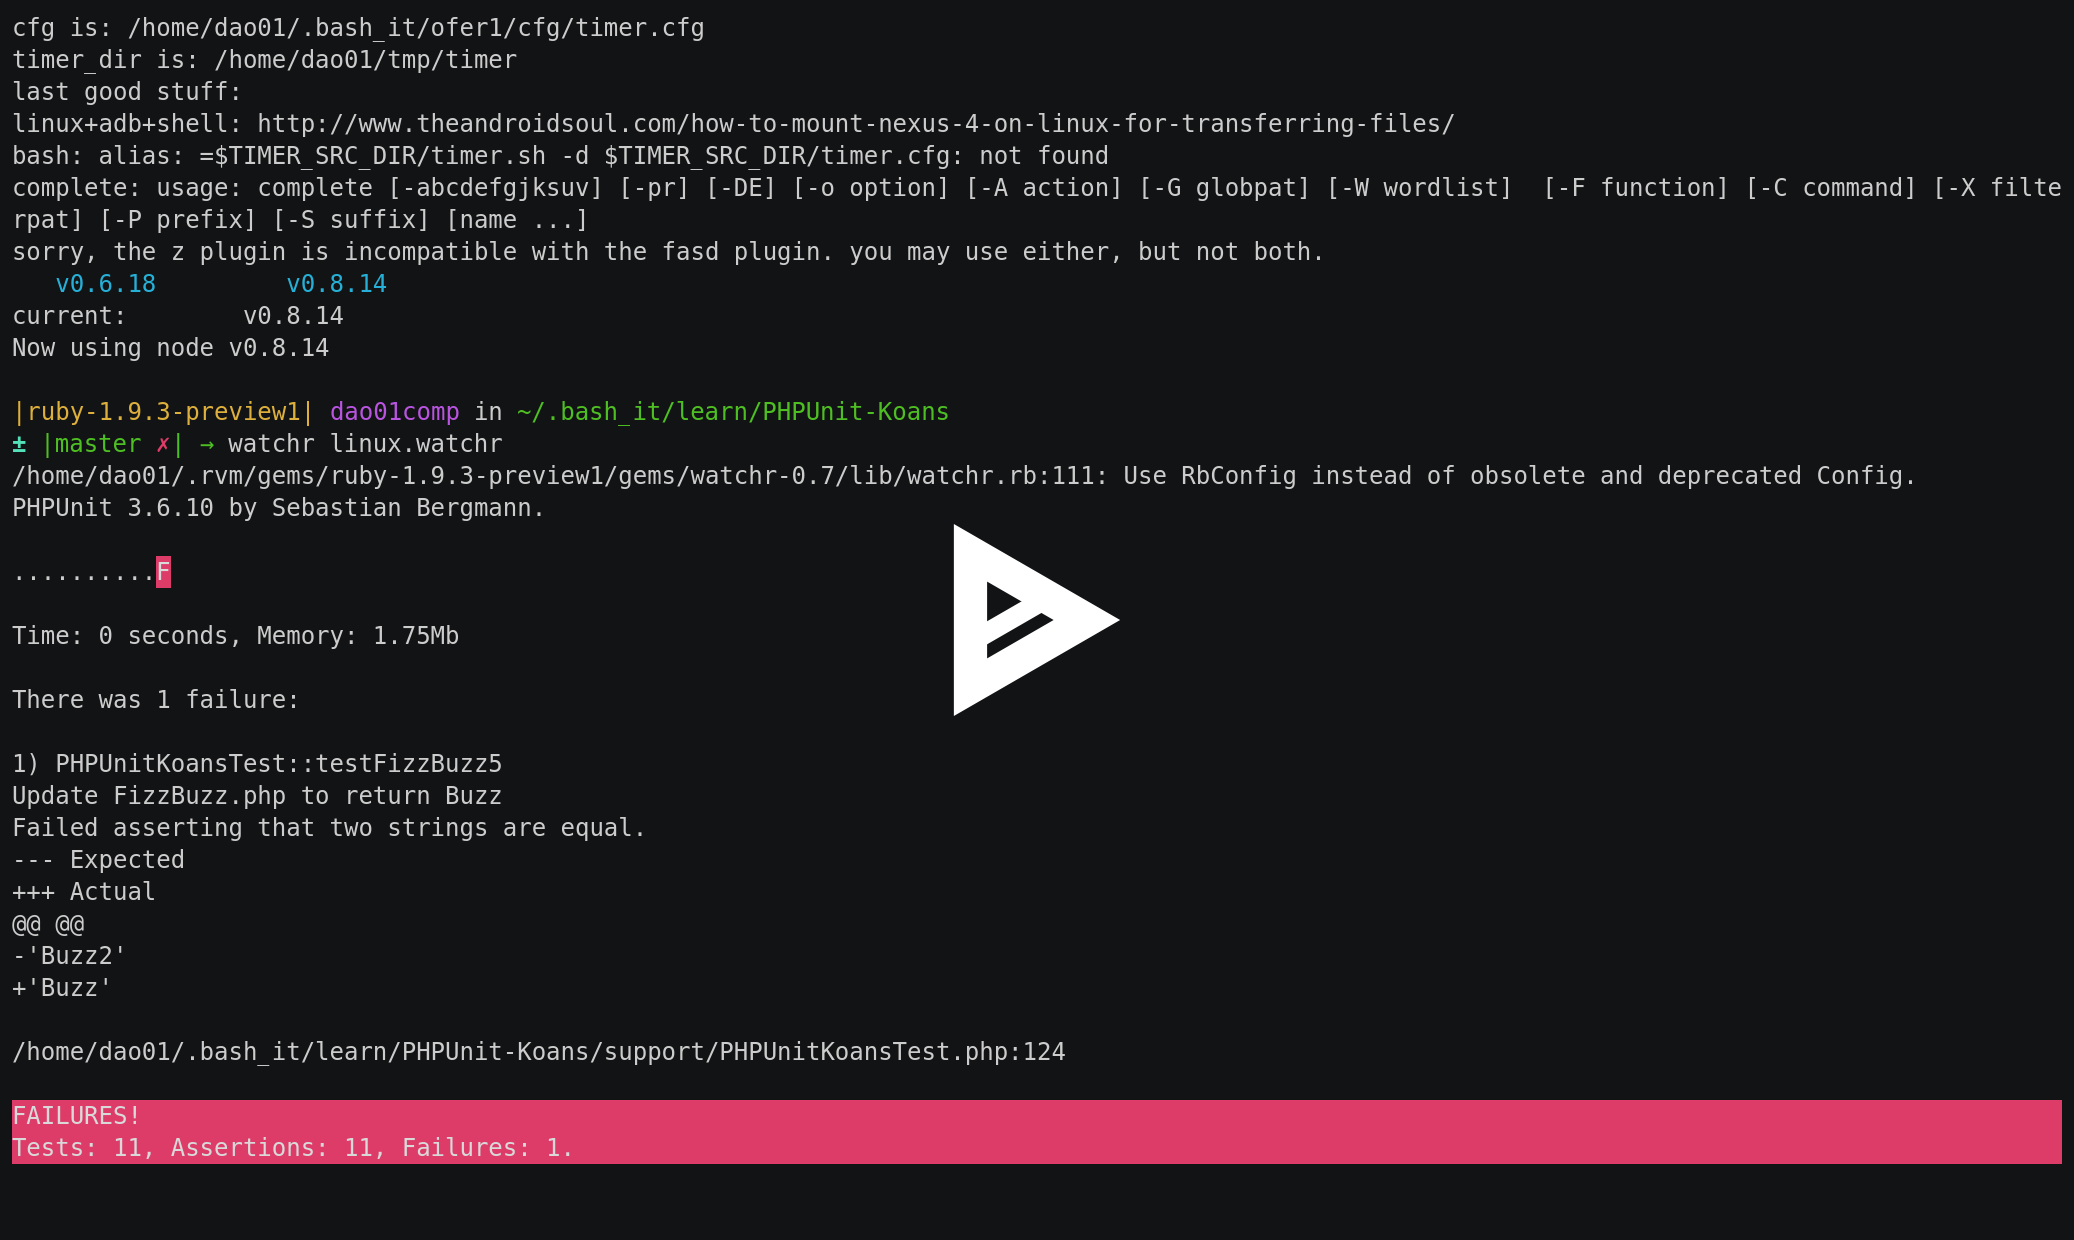 cfg is: /home/dao01/.bash_it/ofer1/cfg/timer.cfg
timer_dir is: /home/dao01/tmp/timer
last good stuff:
linux+adb+shell: http://www.theandroidsoul.com/how-to-mount-nexus-4-on-linux-for-transferring-files/
bash: alias: =$TIMER_SRC_DIR/timer.sh -d $TIMER_SRC_DIR/timer.cfg: not found
complete: usage: complete [-abcdefgjksuv] [-pr] [-DE] [-o option] [-A action] [-G globpat] [-W wordlist]  [-F function] [-C command] [-X filte
rpat] [-P prefix] [-S suffix] [name ...]
sorry, the z plugin is incompatible with the fasd plugin. you may use either, but not both.
   v0.6.18         v0.8.14
current:        v0.8.14
Now using node v0.8.14
|ruby-1.9.3-preview1| dao01comp in ~/.bash_it/learn/PHPUnit-Koans
± |master ✗| → watchr linux.watchr
/home/dao01/.rvm/gems/ruby-1.9.3-preview1/gems/watchr-0.7/lib/watchr.rb:111: Use RbConfig instead of obsolete and deprecated Config.
PHPUnit 3.6.10 by Sebastian Bergmann.
..........F
Time: 0 seconds, Memory: 1.75Mb
There was 1 failure:
1) PHPUnitKoansTest::testFizzBuzz5
Update FizzBuzz.php to return Buzz
Failed asserting that two strings are equal.
--- Expected
+++ Actual
@@ @@
-'Buzz2'
+'Buzz'
/home/dao01/.bash_it/learn/PHPUnit-Koans/support/PHPUnitKoansTest.php:124
FAILURES!
Tests: 11, Assertions: 11, Failures: 1.